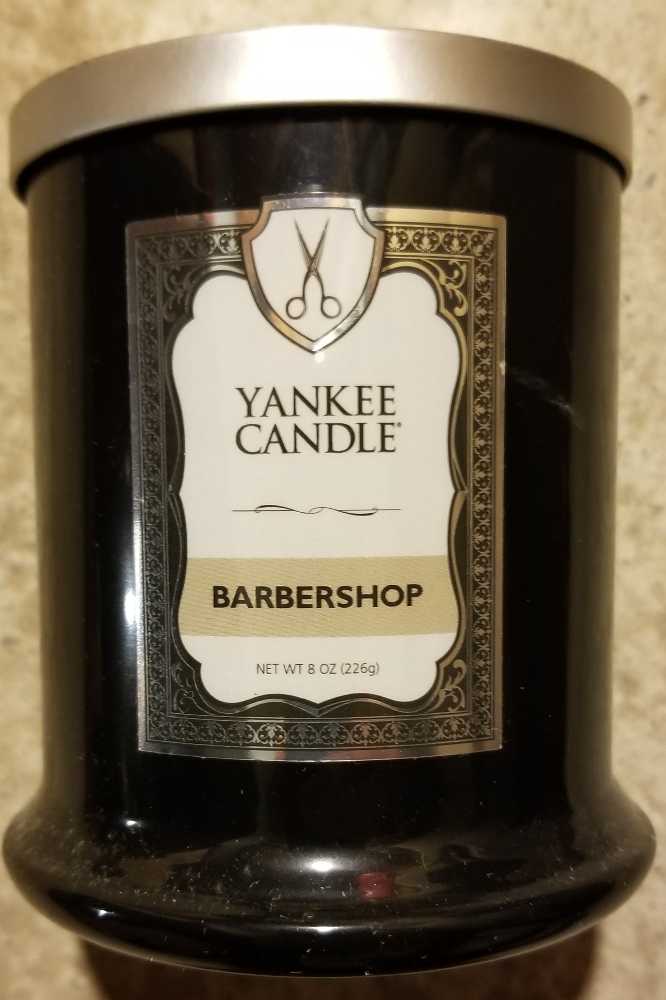 YANKEE
CANDLE®
BARBERSHOP
NET WT 8 OZ (226g)